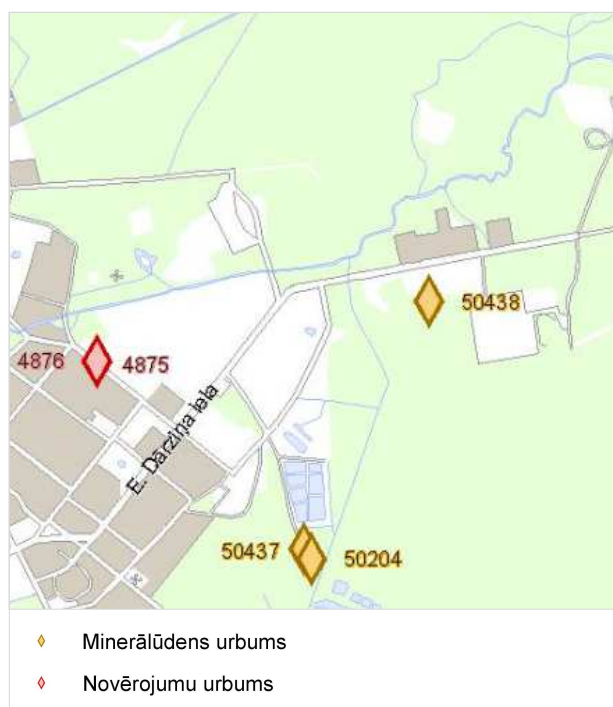 50438
4876 4875
E. Dārziņa iela
50437 50204
Minerālūdens urbums
Novērojumu urbums